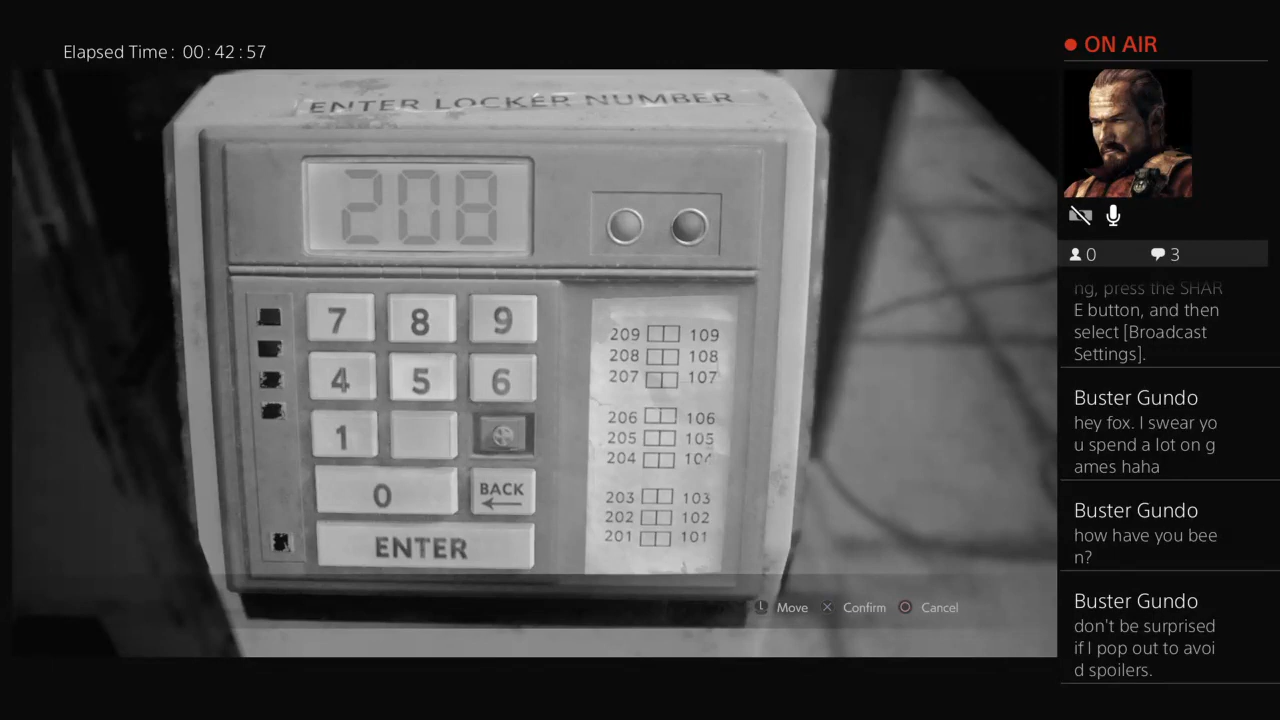 Elapsed Time: 00:42:57
ON AIR
ENTER LOCKER NUMBER
208
7 8 9
4 5 6
1
0 BACK
ENTER
209 109
208 108
207 107
206 106
205 105
204 104
203 103
202 102
201 101
Move Confirm Cancel
0 3
ng, press the SHAR
E button, and then
select [Broadcast
Settings].
Buster Gundo
hey fox. I swear yo
u spend a lot on g
ames haha
Buster Gundo
how have you bee
n?
Buster Gundo
don't be surprised
if I pop out to avoi
d spoilers.